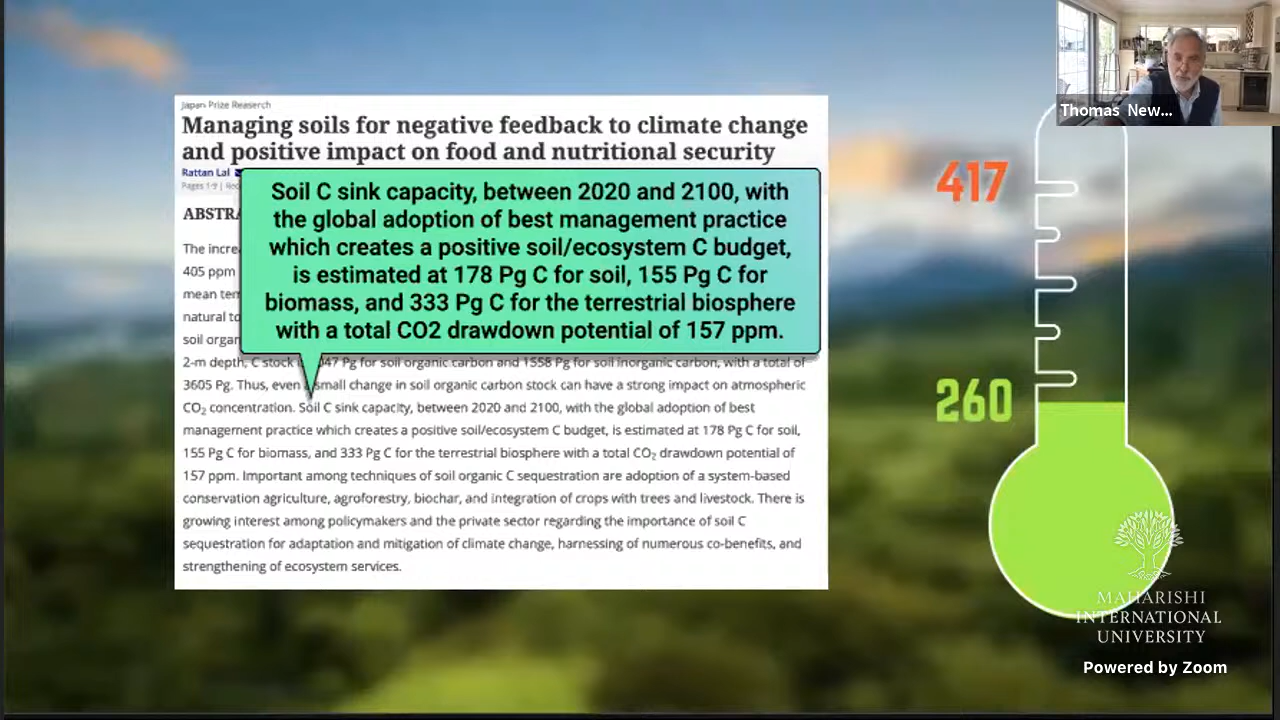 Japan Prize Reaserch
Managing soils for negative feedback to climate change
and positive impact on food and nutritional security
Rattan Lal
Pages 1-9 |
Soil C sink capacity, between 2020 and 2100, with
the global adoption of best management practice
which creates a positive soil/ecosystem C budget,
is estimated at 178 Pg C for soil, 155 Pg C for
biomass, and 333 Pg C for the terrestrial biosphere
with a total CO2 drawdown potential of 157 ppm.
ABSTRA
The incre
405 ppm
mean ten
natural to
soil organ
2-m depth, C stock 47 Pg for soil organic carbon and 1558 Pg for soil inorganic carbon, with a total of
3605 Pg. Thus, even small change in soil organic carbon stock can have a strong impact on atmospheric
CO₂ concentration. Soil C sink capacity, between 2020 and 2100, with the global adoption of best
management practice which creates a positive soil/ecosystem C budget, is estimated at 178 Pg C for soil,
155 Pg C for biomass, and 333 Pg C for the terrestrial biosphere with a total CO₂ drawdown potential of
157 ppm. Important among techniques of soil organic C sequestration are adoption of a system-based
conservation agriculture, agroforestry, biochar, and integration of crops with trees and livestock. There is
growing interest among policymakers and the private sector regarding the importance of soil C
sequestration for adaptation and mitigation of climate change, harnessing of numerous co-benefits, and
strengthening of ecosystem services.
417
260
Thomas New...
MAHARISHI
INTERNATIONAL
UNIVERSITY
Powered by Zoom